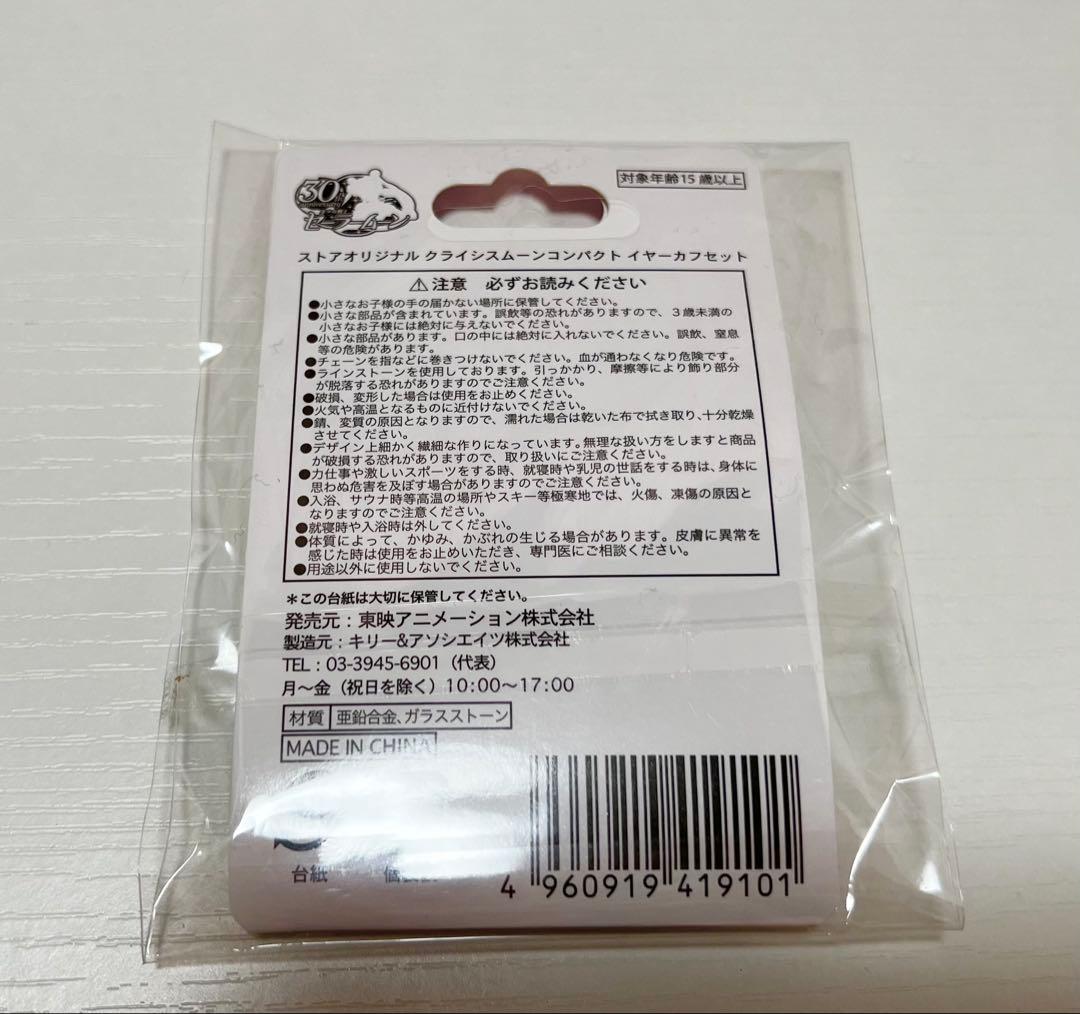 30th
anniversary
セーラームーン
対象年齢15歳以上
ストアオリジナル クライシスムーンコンパクト イヤーカフセット
⚠注意 必ずお読みください
●小さなお子様の手の届かない場所に保管してください。
●小さな部品が含まれています。誤飲等の恐れがありますので、3歳未満の
小さなお子様には絶対に与えないでください。
●小さな部品があります。口の中には絶対に入れないでください。誤飲、窒息
等の危険があります。
●チェーンを指などに巻きつけないでください。血が通わなくなり危険です。
●ラインストーンを使用しております。引っかかり、摩擦等により飾り部分
が脱落する恐れがありますのでご注意ください。
●破損、変形した場合は使用をお止めください。
●火気や高温となるものに近付けないでください。
●錆、変質の原因となりますので、濡れた場合は乾いた布で拭き取り、十分乾燥
させてください。
●デザイン上細かく繊細な作りになっています。無理な扱い方をしますと商品
が破損する恐れがありますので、取り扱いにご注意ください。
●力仕事や激しいスポーツをする時、就寝時や乳児の世話をする時は、身体に
思わぬ危害を及ぼす場合がありますのでご注意ください。
●入浴、サウナ時等高温の場所やスキー等極寒地では、火傷、凍傷の原因と
なりますのでご注意ください。
●就寝時や入浴時は外してください。
●体質によって、かゆみ、かぶれの生じる場合があります。皮膚に異常を
感じた時は使用をお止めいただき、専門医にご相談ください。
●用途以外に使用しないでください。
＊この台紙は大切に保管してください。
発売元：東映アニメーション株式会社
製造元：キリー&アソシエイツ株式会社
TEL：03-3945-6901（代表）
月～金（祝日を除く）10:00～17:00
材質 亜鉛合金、ガラスストーン
MADE IN CHINA
台紙
4 960919 419101